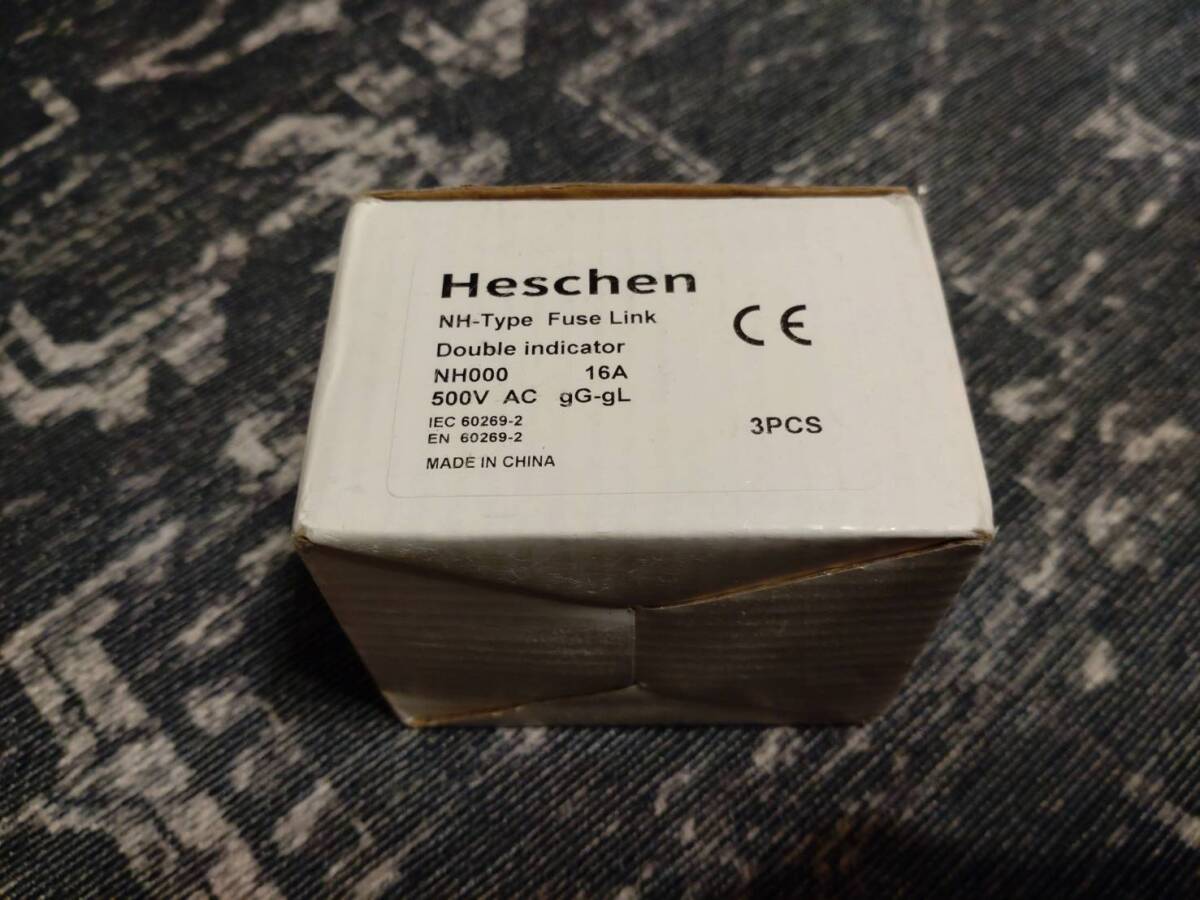 Heschen
NH-Type Fuse Link
CE
Double indicator
NH000 16A
500V AC gG-gL
IEC 60269-2
EN 60269-2
3PCS
MADE IN CHINA